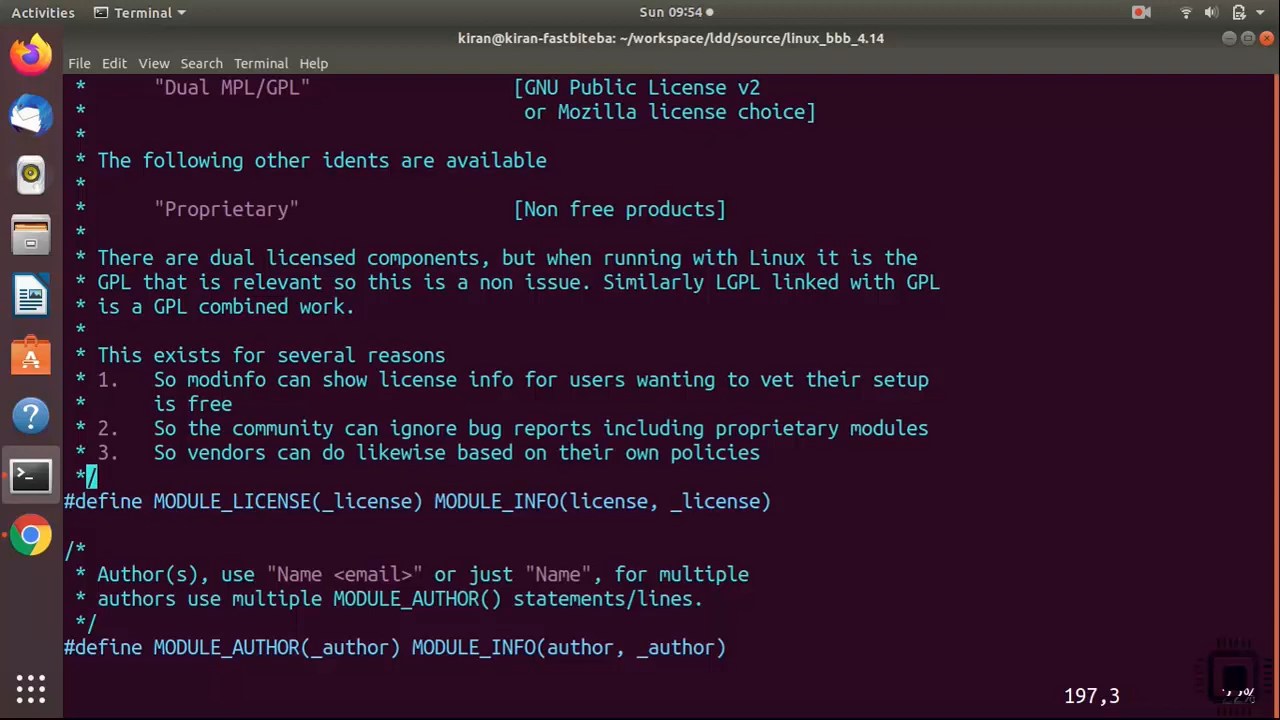 Activities Terminal Sun 09:54
kiran@kiran-fastbiteba: ~/workspace/ldd/source/linux_bbb_4.14
File Edit View Search Terminal Help
* "Dual MPL/GPL" [GNU Public License v2
* or Mozilla license choice]
*
* The following other idents are available
*
* "Proprietary" [Non free products]
*
* There are dual licensed components, but when running with Linux it is the
* GPL that is relevant so this is a non issue. Similarly LGPL linked with GPL
* is a GPL combined work.
*
* This exists for several reasons
* 1. So modinfo can show license info for users wanting to vet their setup
* is free
* 2. So the community can ignore bug reports including proprietary modules
* 3. So vendors can do likewise based on their own policies
*/
#define MODULE_LICENSE(_license) MODULE_INFO(license, _license)
/*
* Author(s), use "Name <email>" or just "Name", for multiple
* authors use multiple MODULE_AUTHOR() statements/lines.
*/
#define MODULE_AUTHOR(_author) MODULE_INFO(author, _author)
197,3